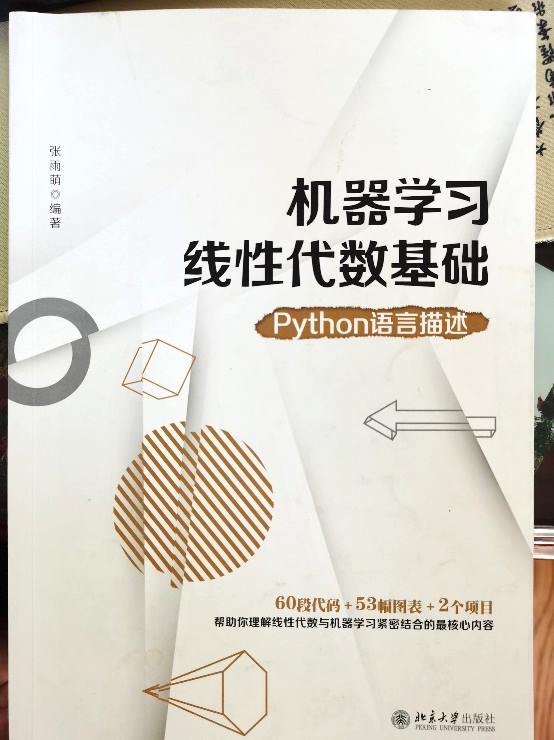 张雨萌◎编著
机器学习
线性代数基础
Python语言描述
60段代码+53幅图表+2个项目
帮助你理解线性代数与机器学习紧密结合的最核心内容
北京大学出版社
PEKING UNIVERSITY PRESS